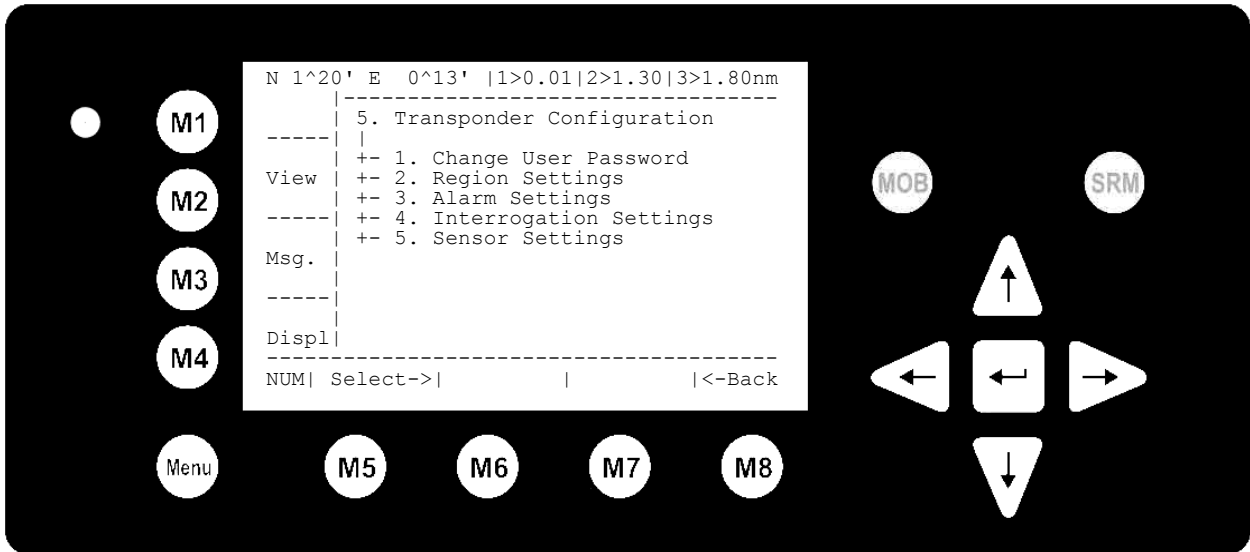 N 1^20' E  0^13' |1>0.01|2>1.30|3>1.80nm
|----------------------------------
M1 | 5. Transponder Configuration
-----| |
| +- 1. Change User Password
View | +- 2. Region Settings
M2 | +- 3. Alarm Settings
-----| +- 4. Interrogation Settings
| +- 5. Sensor Settings
Msg. |
M3 |
-----|
|
Displ|
M4
----------------------------------------
NUM| Select->|         |         |<-Back
MOB
SRM
Menu
M5
M6
M7
M8